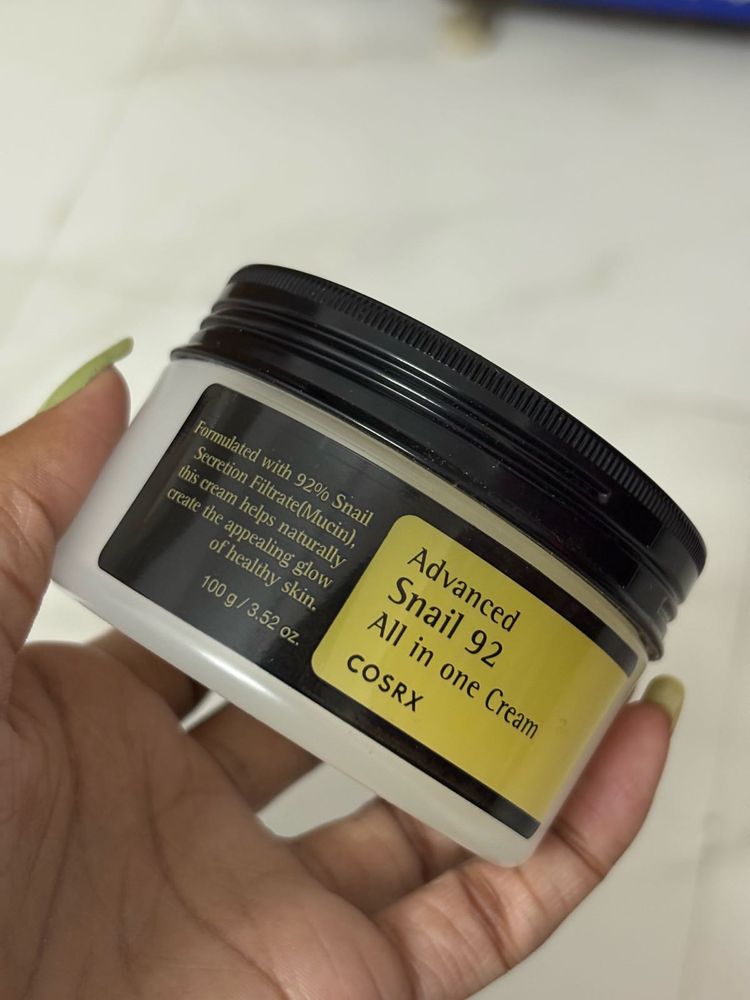 Formulated with 92% Snail
Secretion Filtrate(Mucin),
this cream helps naturally
create the appealing glow
of healthy skin.
100 g / 3.52 oz.
Advanced
Snail 92
All in one Cream
COSRX